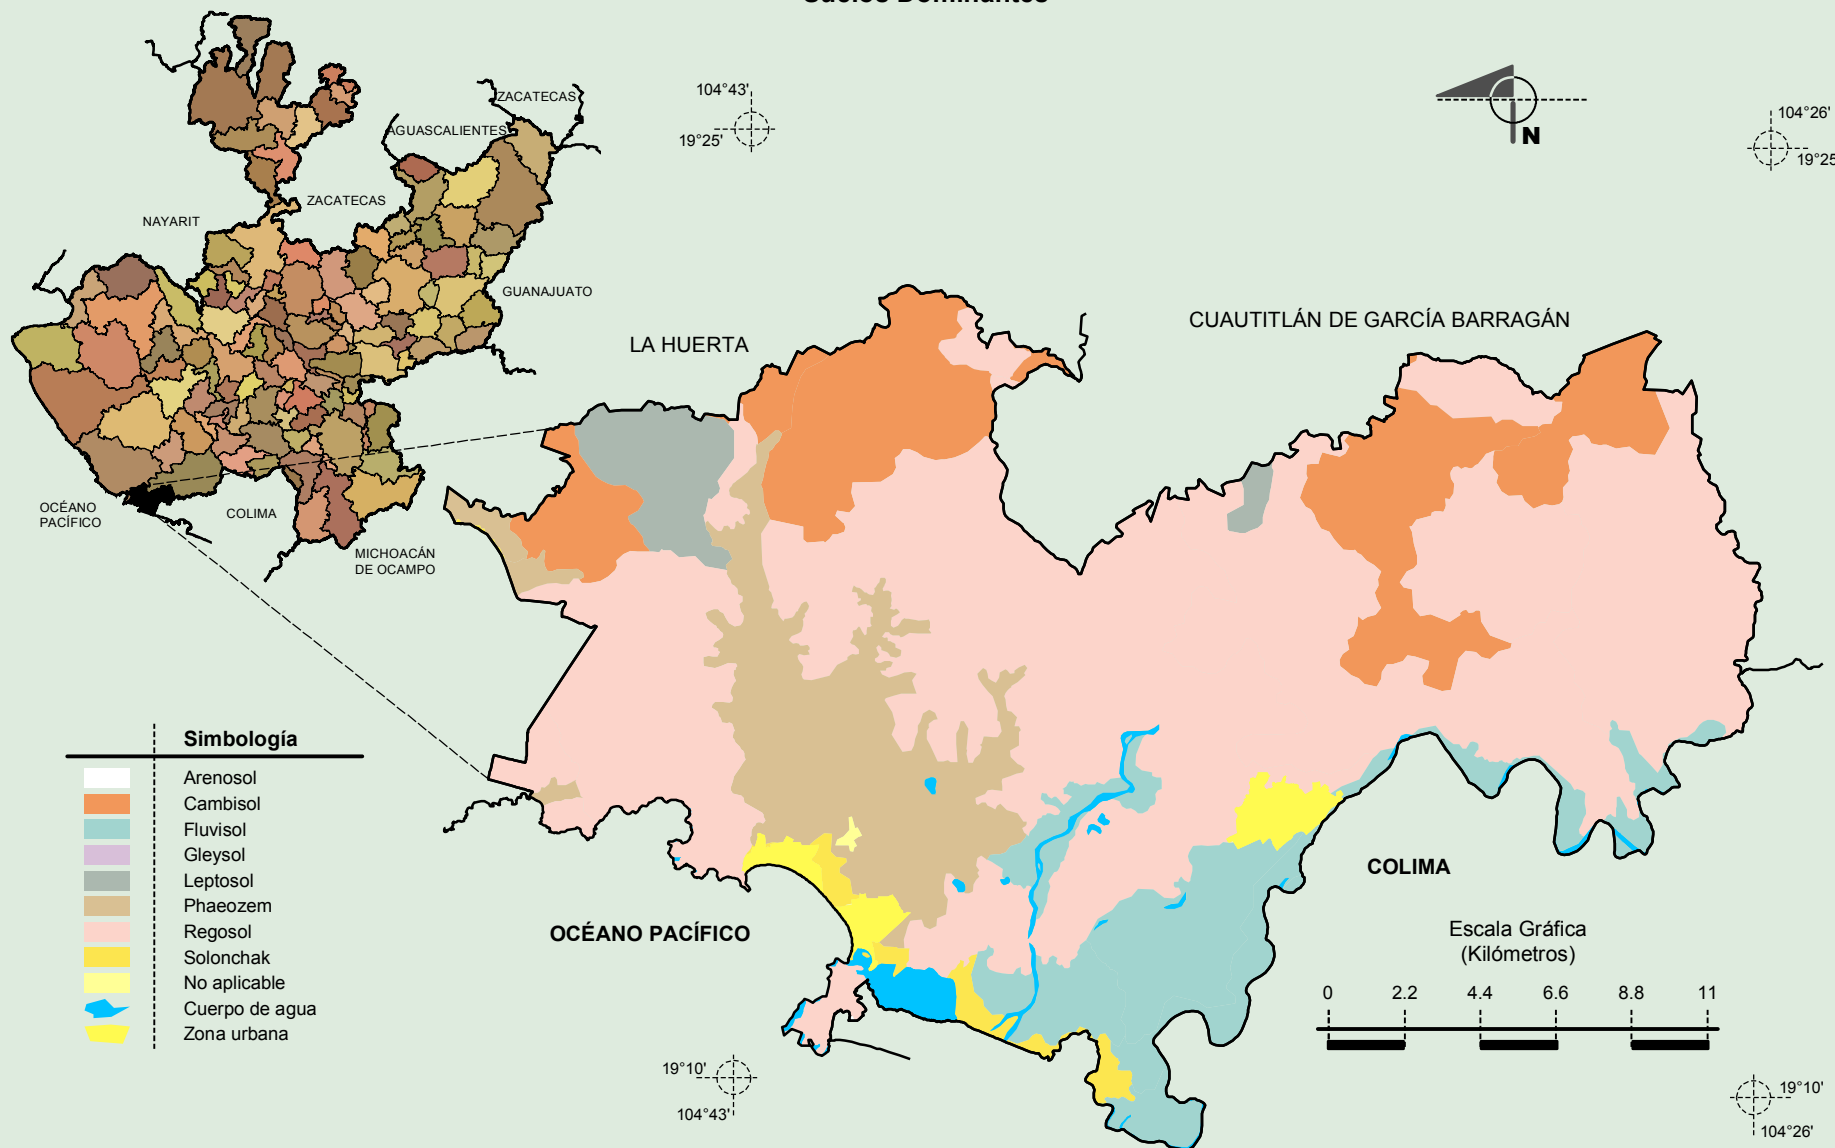 Suelos Dominantes
ZACATECAS
AGUASCALIENTES
ZACATECAS
NAYARIT
GUANAJUATO
OCÉANO
PACÍFICO
COLIMA
MICHOACÁN
DE OCAMPO
104°43'
19°25'
N
104°26'
19°25
LA HUERTA
CUAUTITLÁN DE GARCÍA BARRAGÁN
Simbología
Arenosol
Cambisol
Fluvisol
Gleysol
Leptosol
Phaeozem
Regosol
Solonchak
No aplicable
Cuerpo de agua
Zona urbana
OCÉANO PACÍFICO
COLIMA
Escala Gráfica
(Kilómetros)
0 2.2 4.4 6.6 8.8 11
19°10'
104°43'
19°10'
104°26'